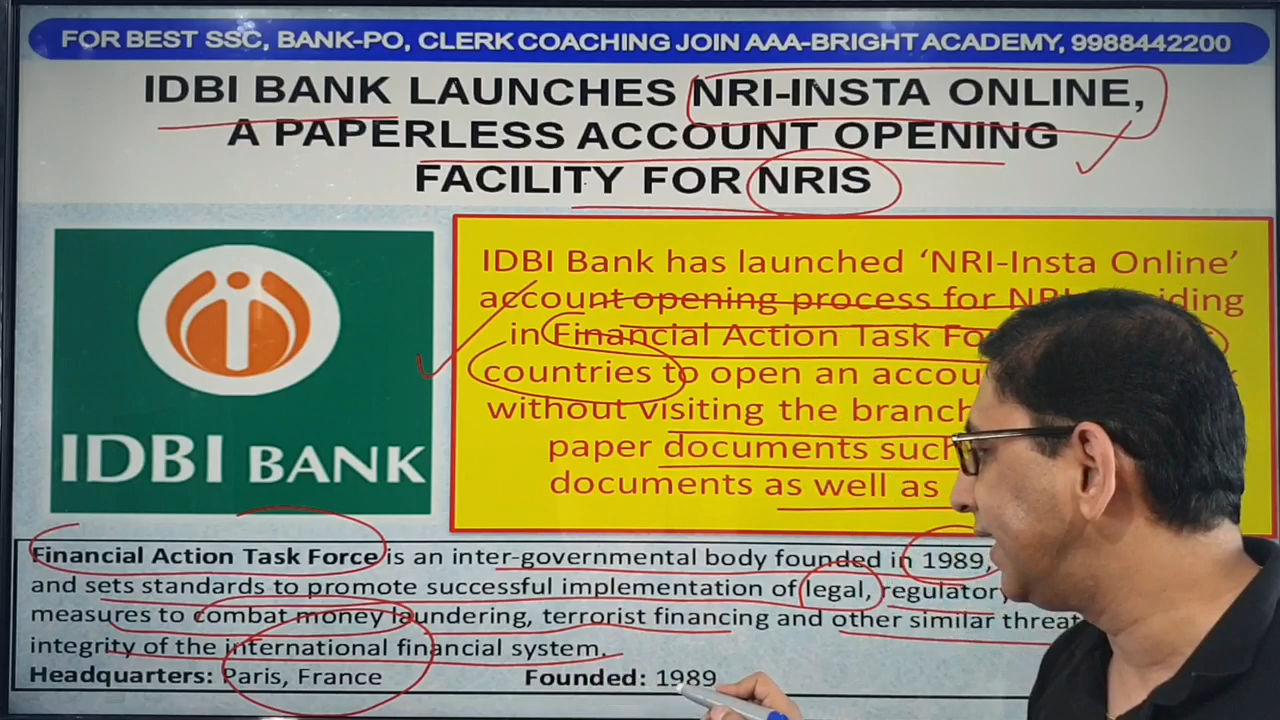 FOR BEST SSC, BANK-PO, CLERK COACHING JOIN AAA-BRIGHT ACADEMY, 9988442200
IDBI BANK LAUNCHES NRI-INSTA ONLINE,
A PAPERLESS ACCOUNT OPENING
FACILITY FOR NRIS
IDBI BANK
IDBI Bank has launched ‘NRI-Insta Online’
account opening process for
in Financial Action Task
countries to open an
without visiting the
paper documents such
documents as well as
Financial Action Task Force is an inter-governmental body founded in 1989,
and sets standards to promote successful implementation of legal, regulatory
measures to combat money laundering, terrorist financing and other similar
integrity of the international financial system.
Headquarters: Paris, France Founded: 1989